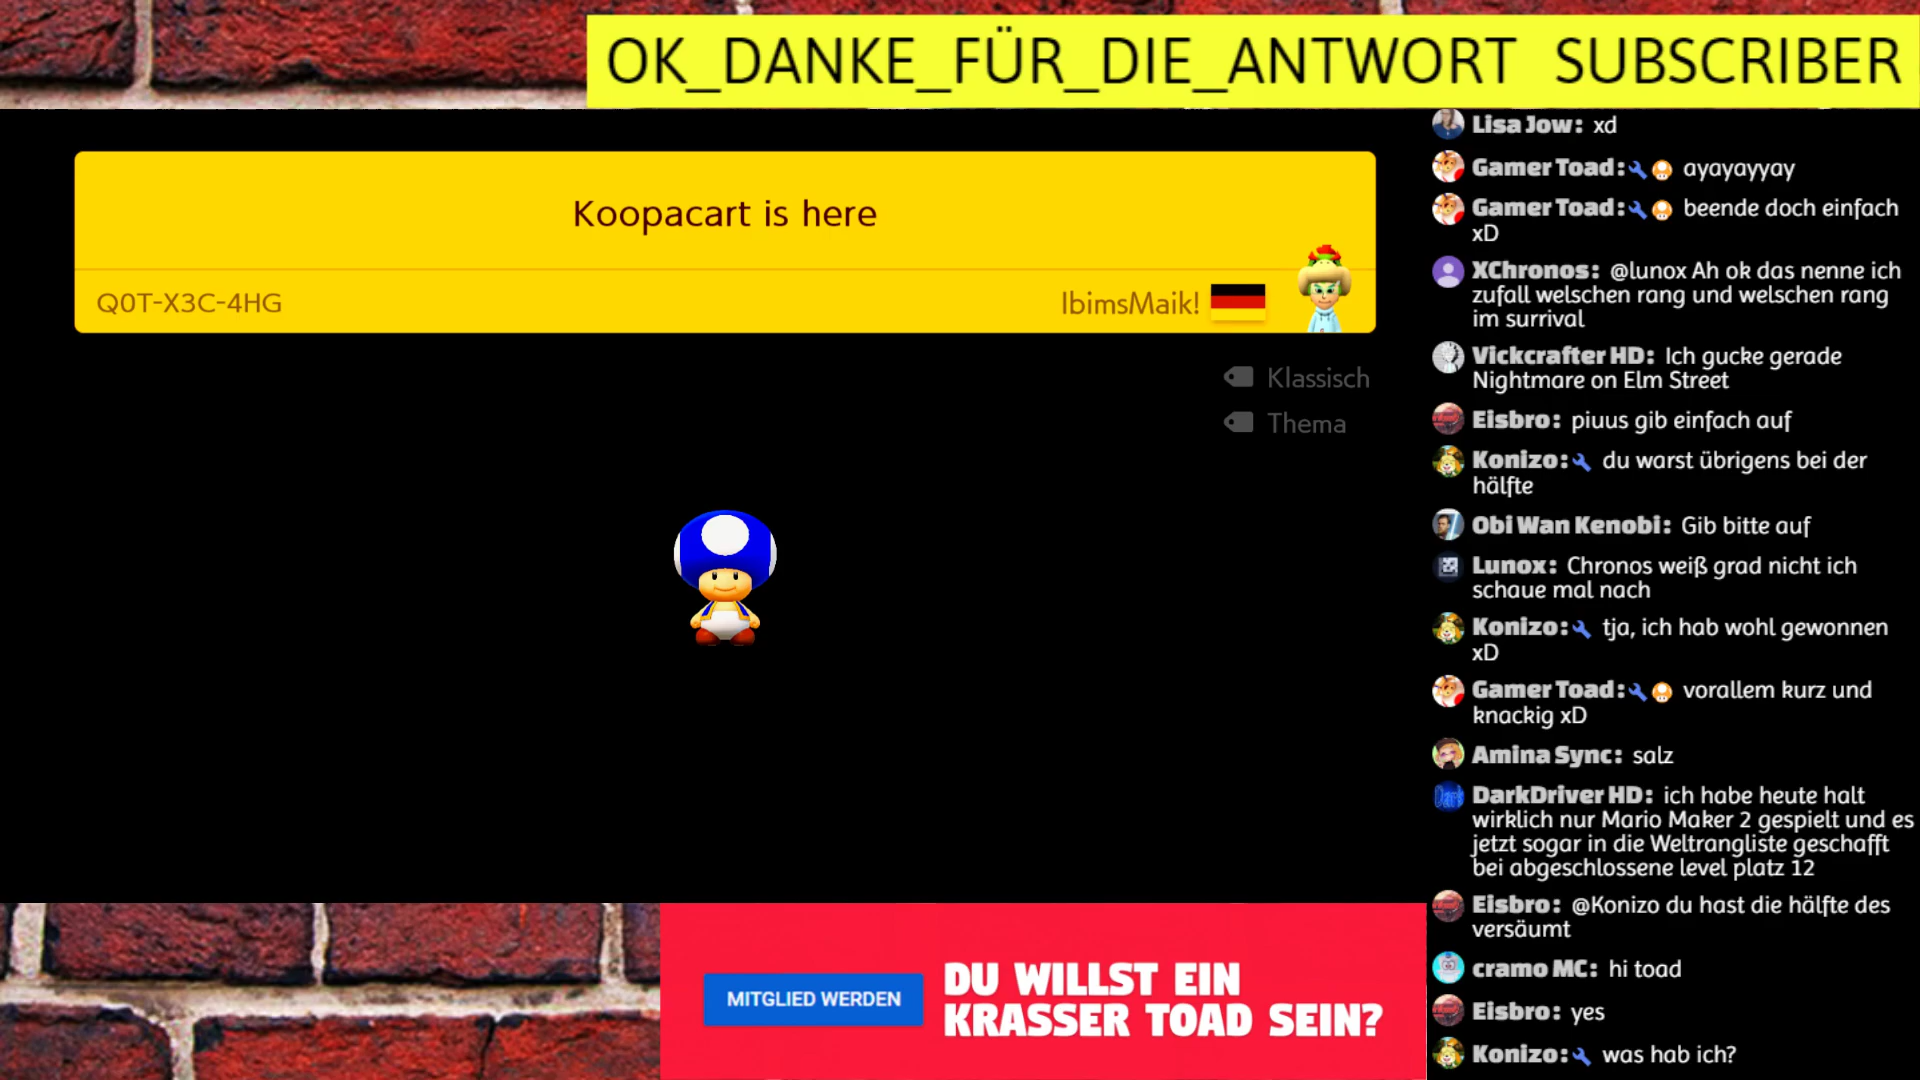 OK_DANKE_FÜR_DIE_ANTWORT SUBSCRIBER
Koopacart is here
Q0T-X3C-4HG
IbimsMaik!
Klassisch
Thema
Lisa Jow: xd
Gamer Toad: ayayayyay
Gamer Toad: beende doch einfach
xD
XChronos: @lunox Ah ok das nenne ich
zufall welschen rang und welschen rang
im surrival
Vickcrafter HD: Ich gucke gerade
Nightmare on Elm Street
Eisbro: piuus gib einfach auf
Konizo: du warst übrigens bei der
hälfte
Obi Wan Kenobi: Gib bitte auf
Lunox: Chronos weiß grad nicht ich
schaue mal nach
Konizo: tja, ich hab wohl gewonnen
xD
Gamer Toad: vorallem kurz und
knackig xD
Amina Sync: salz
DarkDriver HD: ich habe heute halt
wirklich nur Mario Maker 2 gespielt und es
jetzt sogar in die Weltrangliste geschafft
bei abgeschlossene level platz 12
Eisbro: @Konizo du hast die hälfte des
versäumt
cramo MC: hi toad
Eisbro: yes
Konizo: was hab ich?
MITGLIED WERDEN
DU WILLST EIN
KRASSER TOAD SEIN?